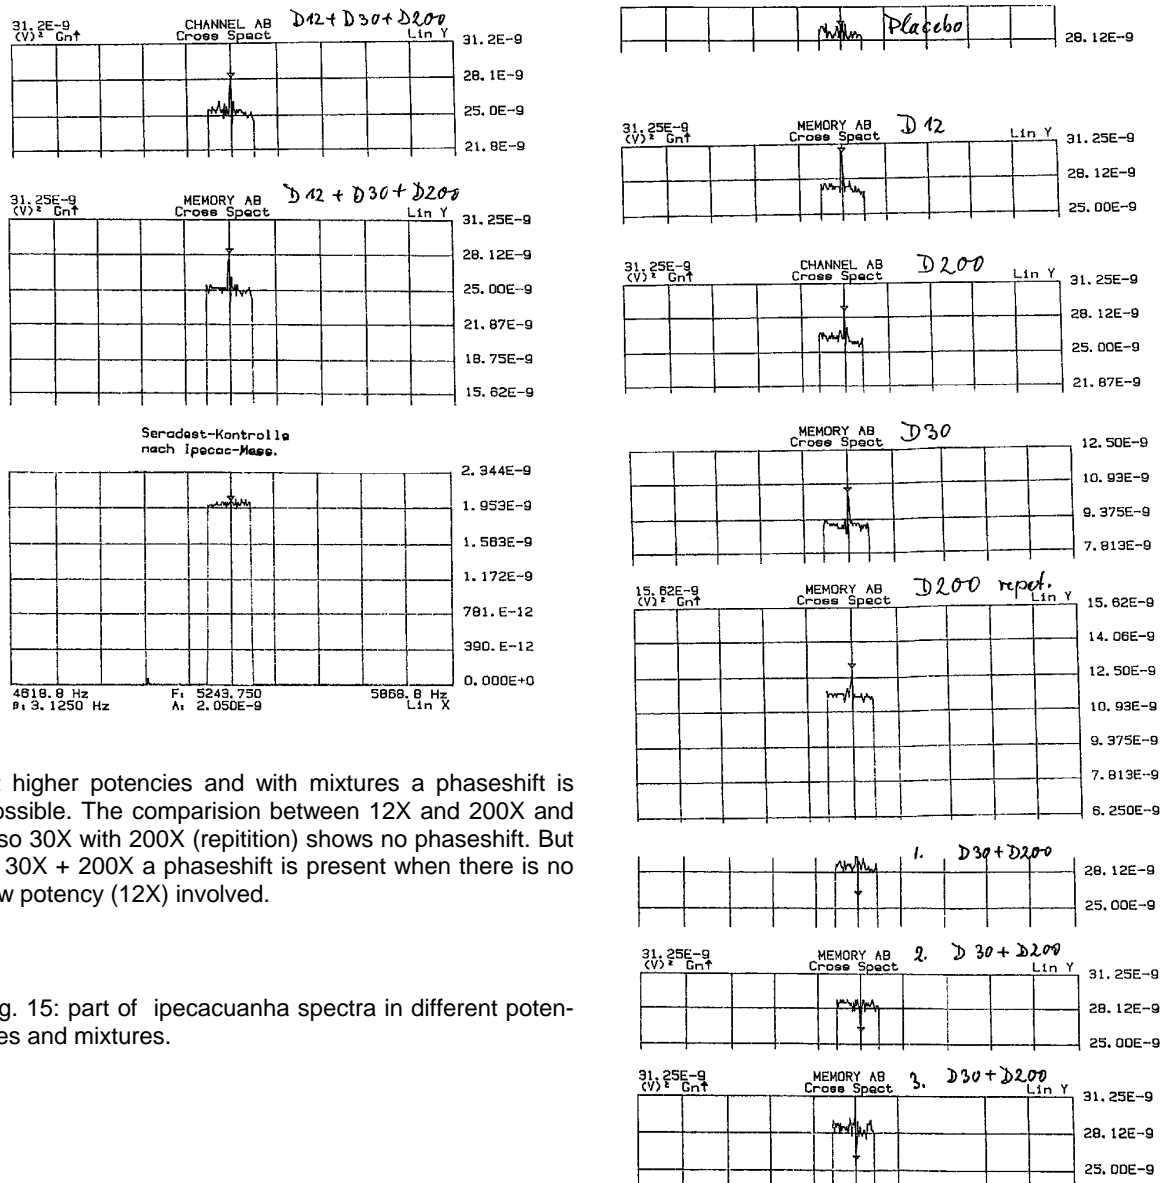 31.2E-9 CHANNEL AB D12 + D30 + D200
(V)² Gn↑ Cross Spect Lin Y
31.2E-9
28.1E-9
25.0E-9
21.8E-9
31.25E-9 MEMORY AB D12 + D30 + D200
(V)² Gn↑ Cross Spect Lin Y
31.25E-9
28.12E-9
25.00E-9
21.87E-9
18.75E-9
15.62E-9
Seradest-Kontrolle
nach Ipecac-Mess.
2.344E-9
1.953E-9
1.563E-9
1.172E-9
781.E-12
390.E-12
0.000E+0
4618.8 Hz F: 5243.750 5868.8 Hz
B: 3.1250 Hz A: 2.050E-9 Lin X
higher potencies and with mixtures a phaseshift is
ossible. The comparision between 12X and 200X and
so 30X with 200X (repitition) shows no phaseshift. But
30X + 200X a phaseshift is present when there is no
w potency (12X) involved.
g. 15: part of ipecacuanha spectra in different poten-
es and mixtures.
Placebo
28.12E-9
31.25E-9 MEMORY AB D12
(V)² Gn↑ Cross Spect Lin Y
31.25E-9
28.12E-9
25.00E-9
31.25E-9 CHANNEL AB D200
(V)² Gn↑ Cross Spect Lin Y
31.25E-9
28.12E-9
25.00E-9
21.87E-9
MEMORY AB D30
Cross Spect
12.50E-9
10.93E-9
9.375E-9
7.813E-9
15.62E-9 MEMORY AB D200 repet.
(V)² Gn↑ Cross Spect Lin Y
15.62E-9
14.06E-9
12.50E-9
10.93E-9
9.375E-9
7.813E-9
6.250E-9
1. D30+D200
28.12E-9
25.00E-9
31.25E-9 MEMORY AB 2. D30+D200
(V)² Gn↑ Cross Spect Lin Y
31.25E-9
28.12E-9
25.00E-9
31.25E-9 MEMORY AB 3. D30+D200
(V)² Gn↑ Cross Spect Lin Y
31.25E-9
28.12E-9
25.00E-9